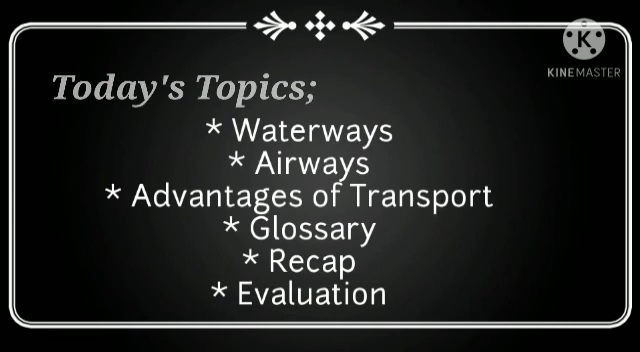 K
KINEMASTER
Today's Topics;
* Waterways
* Airways
* Advantages of Transport
* Glossary
* Recap
* Evaluation